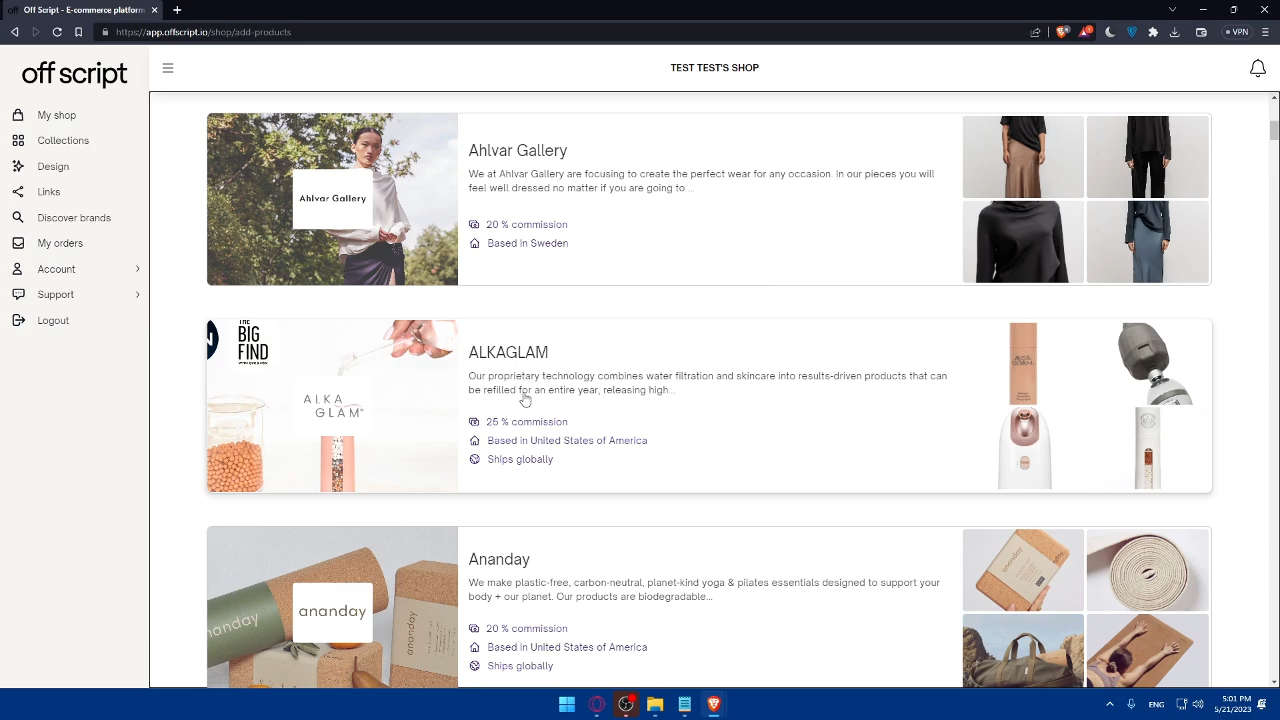 Off Script - E-commerce platform
https://app.offscript.io/shop/add-products
VPN
off script
TEST TEST'S SHOP
My shop
Collections
Design
Links
Discover brands
My orders
Account
Support
Logout
Ahlvar Gallery
Ahlvar Gallery
We at Ahlvar Gallery are focusing to create the perfect wear for any occasion. In our pieces you will
feel well dressed no matter if you are going to ...
20 % commission
Based in Sweden
THE
BIG
FIND
ALKA
GLAM
ALKAGLAM
Our proprietary technology combines water filtration and skincare into results-driven products that can
be refilled for an entire year, releasing high...
25 % commission
Based in United States of America
Ships globally
ananday
Ananday
We make plastic-free, carbon-neutral, planet-kind yoga & pilates essentials designed to support your
body + our planet. Our products are biodegradable...
20 % commission
Based in United States of America
Ships globally
ENG
5:01 PM
5/21/2023